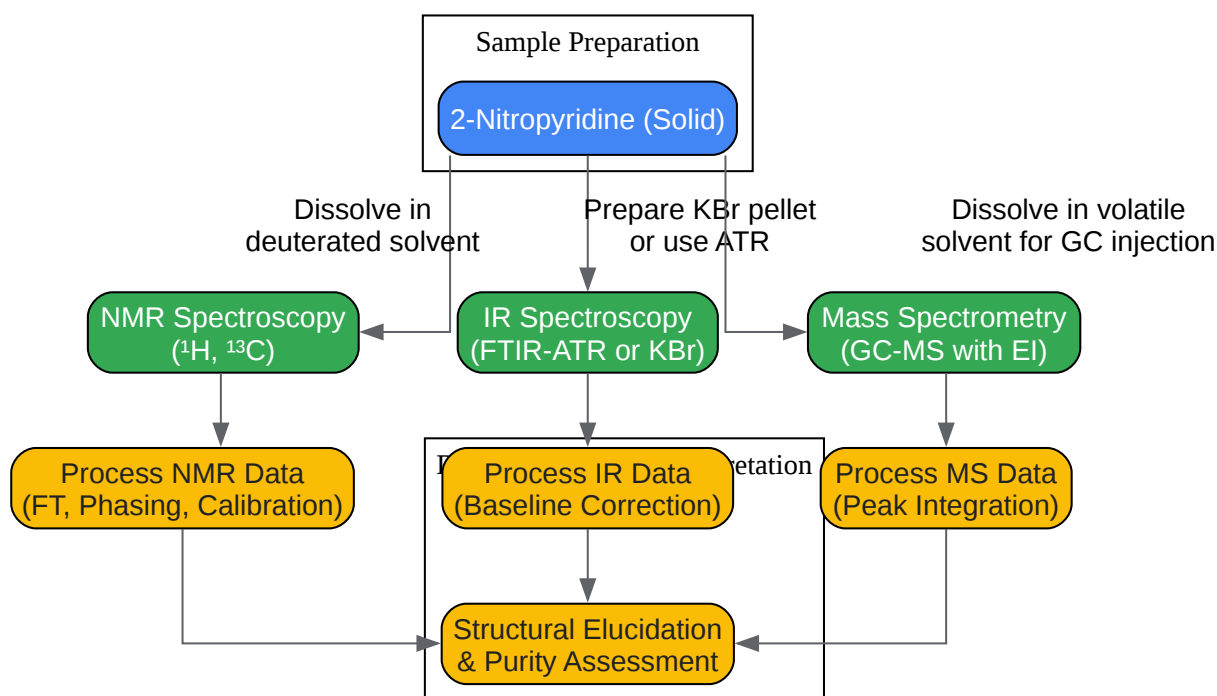 Sample Preparation
2-Nitropyridine (Solid)
Dissolve in
deuterated solvent
Prepare KBr pellet
or use ATR
Dissolve in volatile
solvent for GC injection
NMR Spectroscopy
(¹H, ¹³C)
IR Spectroscopy
(FTIR-ATR or KBr)
Mass Spectrometry
(GC-MS with EI)
Process NMR Data
(FT, Phasing, Calibration)
Process IR Data
(Baseline Correction)
Process MS Data
(Peak Integration)
Structural Elucidation
& Purity Assessment